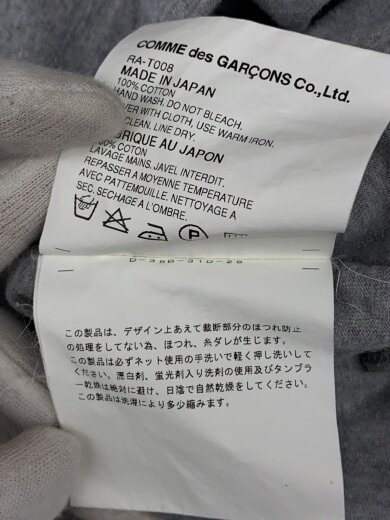 COMME des GARÇONS Co.,Ltd.
RA-T008
MADE IN JAPAN
100% COTTON
HAND WASH. DO NOT BLEACH.
WITH CLOTH, USE WARM IRON.
CLEAN. LINE DRY.
BRIQUE AU JAPON
COTON
LAVAGE MAINS. JAVEL INTERDIT.
REPASSER A MOYENNE TEMPERATURE
AVEC PATTEMOUILLE. NETTOYAGE A
SEC. SECHAGE A L'OMBRE.
P
この製品は、デザイン上あえて裁断部分のほつれ防止
の処理をしてない為、ほつれ、糸ダレが生じます。
この製品は必ずネット使用の手洗いで軽く押し洗いして
ください。漂白剤、蛍光剤入り洗剤の使用及びタンブラ
ー乾燥は絶対に避け、日陰で自然乾燥をしてください。
この製品は洗濯により多少縮みます。